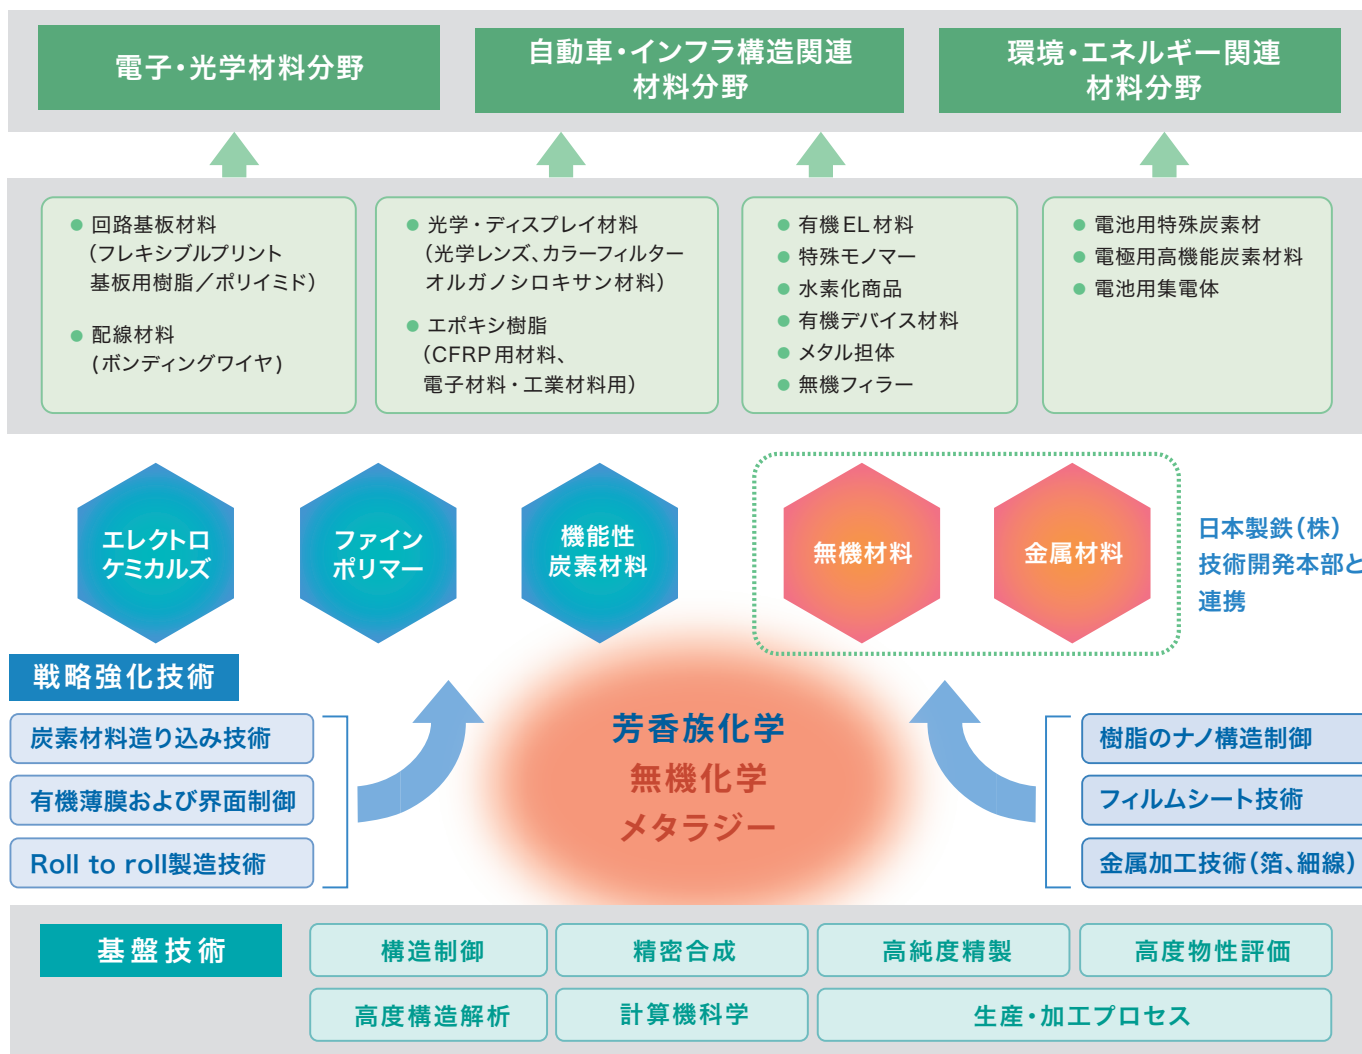 電子・光学材料分野
自動車・インフラ構造関連
材料分野
環境・エネルギー関連
材料分野
● 回路基板材料
（フレキシブルプリント
基板用樹脂／ポリイミド）
● 配線材料
（ボンディングワイヤ）
● 光学・ディスプレイ材料
（光学レンズ、カラーフィルター
オルガノシロキサン材料）
● エポキシ樹脂
（CFRP用材料、
電子材料・工業材料用）
● 有機EL材料
● 特殊モノマー
● 水素化商品
● 有機デバイス材料
● メタル担体
● 無機フィラー
● 電池用特殊炭素材
● 電極用高機能炭素材料
● 電池用集電体
エレクトロ
ケミカルズ
ファイン
ポリマー
機能性
炭素材料
無機材料
金属材料
日本製鉄（株）
技術開発本部と
連携
戦略強化技術
炭素材料造り込み技術
有機薄膜および界面制御
Roll to roll製造技術
芳香族化学
無機化学
メタラジー
樹脂のナノ構造制御
フィルムシート技術
金属加工技術（箔、細線）
基盤技術
構造制御
精密合成
高純度精製
高度物性評価
高度構造解析
計算機科学
生産・加工プロセス